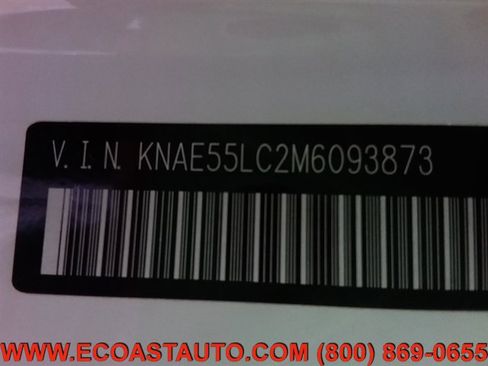 V.I.N. KNAE55LC2M6093873
WWW.ECOASTAUTO.COM (800) 869-0655